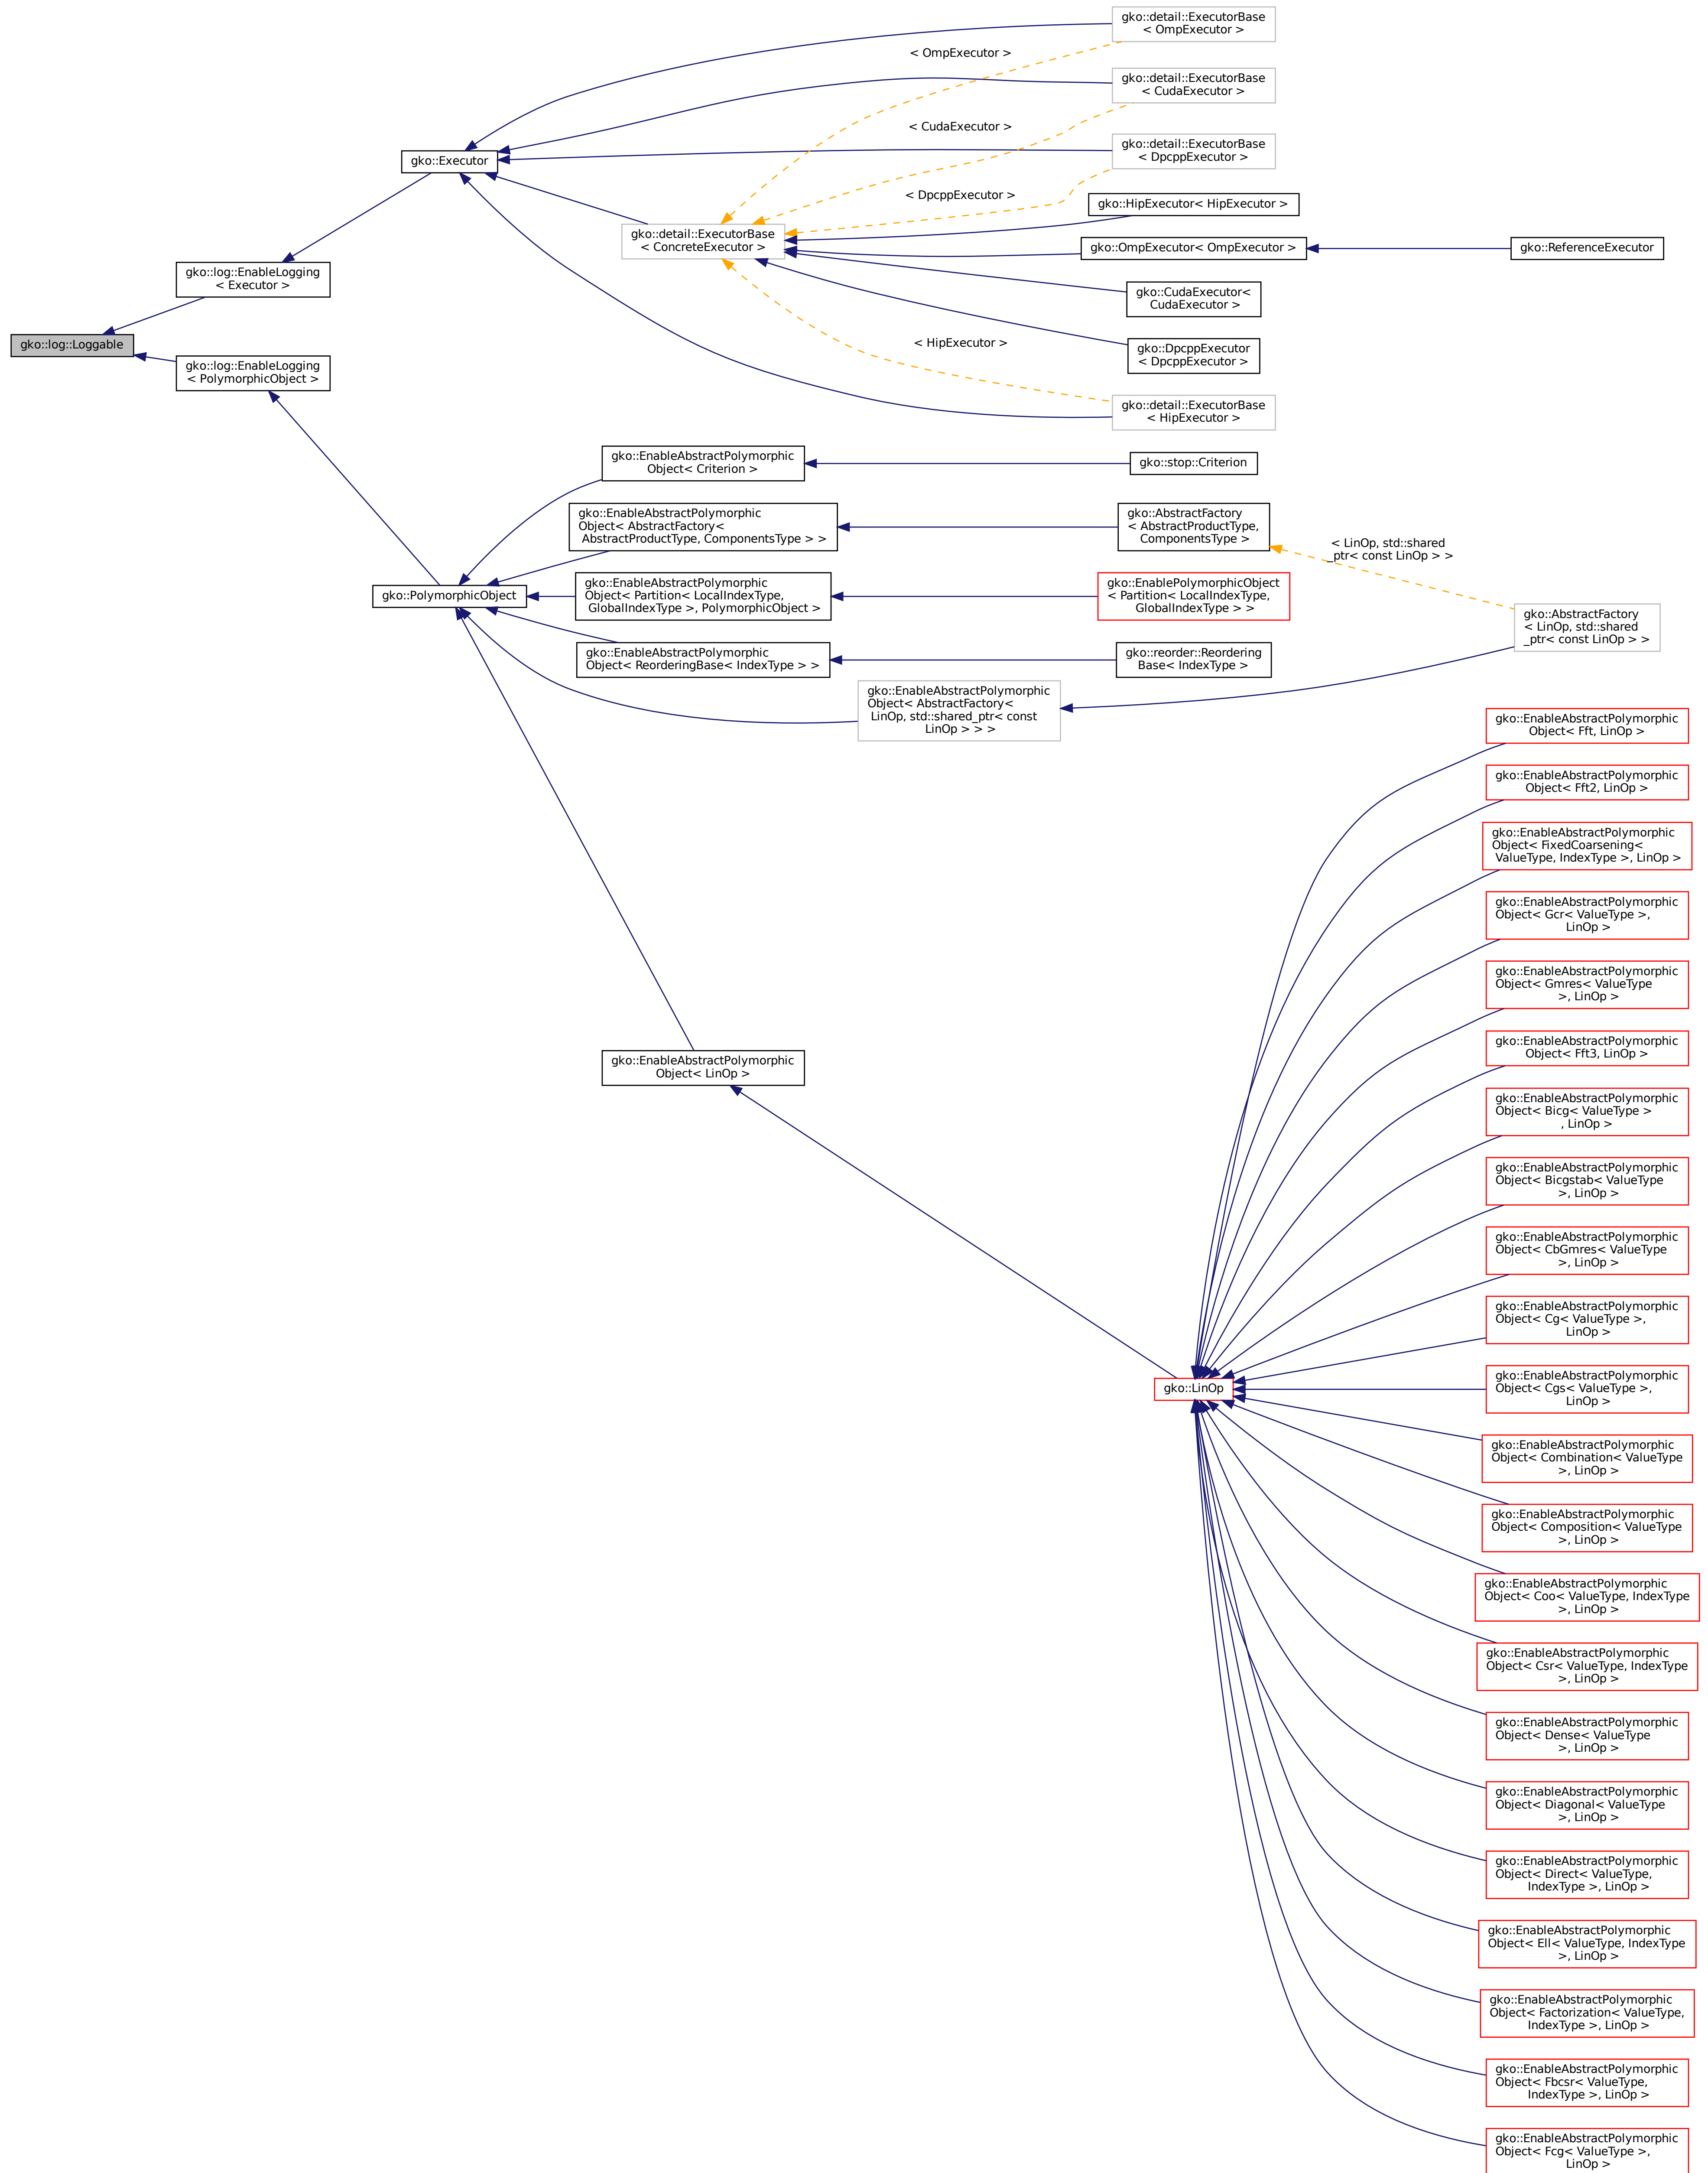 gko::detail::ExecutorBase
< OmpExecutor >
< OmpExecutor >
gko::detail::ExecutorBase
< CudaExecutor >
< CudaExecutor >
gko::detail::ExecutorBase
< DpcppExecutor >
gko::Executor
< DpcppExecutor >
gko::HipExecutor< HipExecutor >
gko::detail::ExecutorBase
< ConcreteExecutor >
gko::OmpExecutor< OmpExecutor >
gko::ReferenceExecutor
gko::log::EnableLogging
< Executor >
gko::CudaExecutor<
CudaExecutor >
gko::log::Loggable
< HipExecutor >
gko::DpcppExecutor
< DpcppExecutor >
gko::log::EnableLogging
< PolymorphicObject >
gko::detail::ExecutorBase
< HipExecutor >
gko::EnableAbstractPolymorphic
Object< Criterion >
gko::stop::Criterion
gko::EnableAbstractPolymorphic
Object< AbstractFactory<
AbstractProductType, ComponentsType > >
gko::AbstractFactory
< AbstractProductType,
ComponentsType >
< LinOp, std::shared
_ptr< const LinOp > >
gko::PolymorphicObject
gko::EnableAbstractPolymorphic
Object< Partition< LocalIndexType,
GlobalIndexType >, PolymorphicObject >
gko::EnablePolymorphicObject
< Partition< LocalIndexType,
GlobalIndexType > >
gko::AbstractFactory
< LinOp, std::shared
_ptr< const LinOp > >
gko::EnableAbstractPolymorphic
Object< ReorderingBase< IndexType > >
gko::reorder::Reordering
Base< IndexType >
gko::EnableAbstractPolymorphic
Object< AbstractFactory<
LinOp, std::shared_ptr< const
LinOp > > >
gko::EnableAbstractPolymorphic
Object< Fft, LinOp >
gko::EnableAbstractPolymorphic
Object< Fft2, LinOp >
gko::EnableAbstractPolymorphic
Object< FixedCoarsening<
ValueType, IndexType >, LinOp >
gko::EnableAbstractPolymorphic
Object< Gcr< ValueType >,
LinOp >
gko::EnableAbstractPolymorphic
Object< Gmres< ValueType
>, LinOp >
gko::EnableAbstractPolymorphic
Object< Fft3, LinOp >
gko::EnableAbstractPolymorphic
Object< LinOp >
gko::EnableAbstractPolymorphic
Object< Bicg< ValueType >
, LinOp >
gko::EnableAbstractPolymorphic
Object< Bicgstab< ValueType
>, LinOp >
gko::EnableAbstractPolymorphic
Object< CbGmres< ValueType
>, LinOp >
gko::EnableAbstractPolymorphic
Object< Cg< ValueType >,
LinOp >
gko::LinOp
gko::EnableAbstractPolymorphic
Object< Cgs< ValueType >,
LinOp >
gko::EnableAbstractPolymorphic
Object< Combination< ValueType
>, LinOp >
gko::EnableAbstractPolymorphic
Object< Composition< ValueType
>, LinOp >
gko::EnableAbstractPolymorphic
Object< Coo< ValueType, IndexType
>, LinOp >
gko::EnableAbstractPolymorphic
Object< Csr< ValueType, IndexType
>, LinOp >
gko::EnableAbstractPolymorphic
Object< Dense< ValueType
>, LinOp >
gko::EnableAbstractPolymorphic
Object< Diagonal< ValueType
>, LinOp >
gko::EnableAbstractPolymorphic
Object< Direct< ValueType,
IndexType >, LinOp >
gko::EnableAbstractPolymorphic
Object< Ell< ValueType, IndexType
>, LinOp >
gko::EnableAbstractPolymorphic
Object< Factorization< ValueType,
IndexType >, LinOp >
gko::EnableAbstractPolymorphic
Object< Fbcsr< ValueType,
IndexType >, LinOp >
gko::EnableAbstractPolymorphic
Object< Fcg< ValueType >,
LinOp >